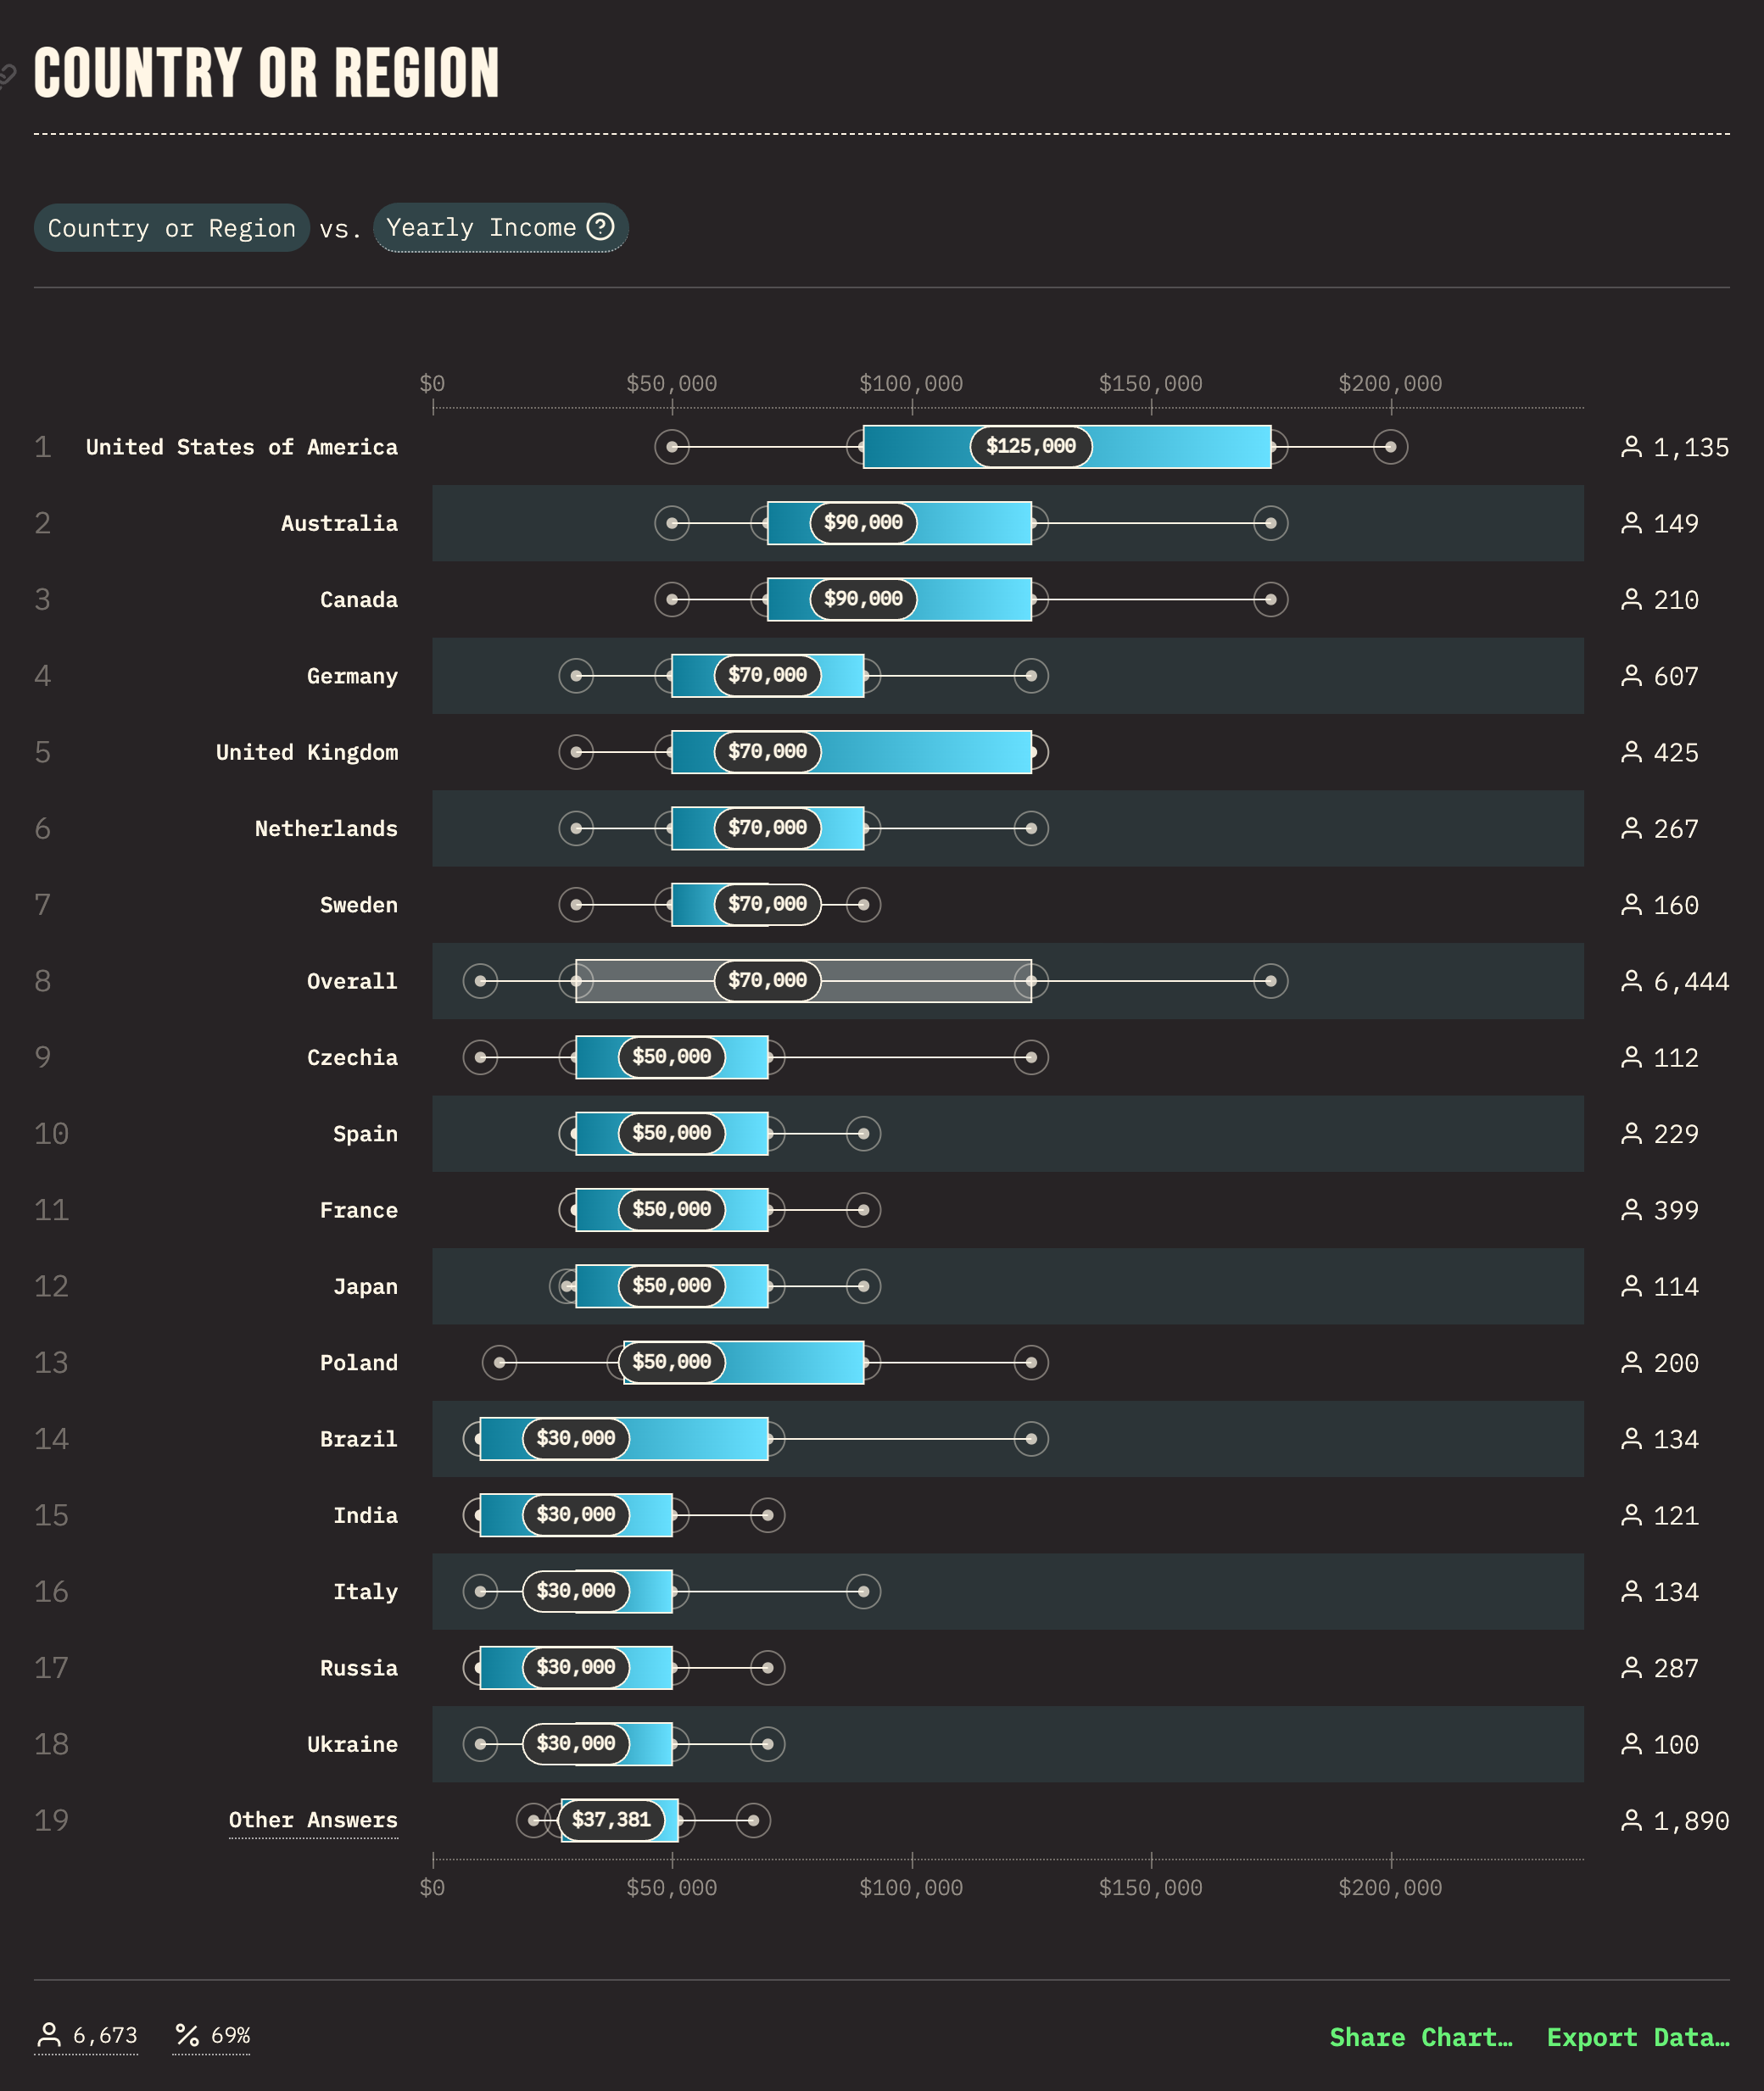 COUNTRY OR REGION
Country or Region vs. Yearly Income
$0 $50,000 $100,000 $150,000 $200,000
1 United States of America $125,000 1,135
2 Australia $90,000 149
3 Canada $90,000 210
4 Germany $70,000 607
5 United Kingdom $70,000 425
6 Netherlands $70,000 267
7 Sweden $70,000 160
8 Overall $70,000 6,444
9 Czechia $50,000 112
10 Spain $50,000 229
11 France $50,000 399
12 Japan $50,000 114
13 Poland $50,000 200
14 Brazil $30,000 134
15 India $30,000 121
16 Italy $30,000 134
17 Russia $30,000 287
18 Ukraine $30,000 100
19 Other Answers $37,381 1,890
$0 $50,000 $100,000 $150,000 $200,000
6,673 % 69% Share Chart… Export Data…